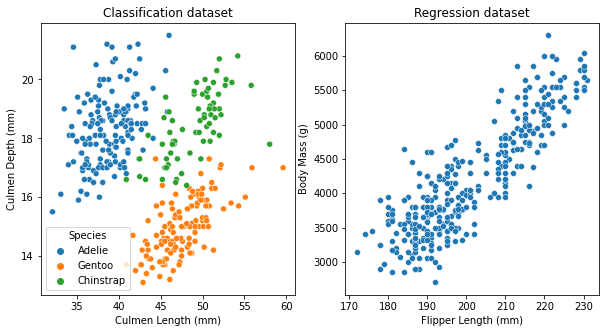 Classification dataset
Culmen Depth (mm)
20
18
16
14
Species
Adelie
Gentoo
Chinstrap
35 40 45 50 55 60
Culmen Length (mm)
Regression dataset
Body Mass (g)
6000
5500
5000
4500
4000
3500
3000
170 180 190 200 210 220 230
Flipper Length (mm)